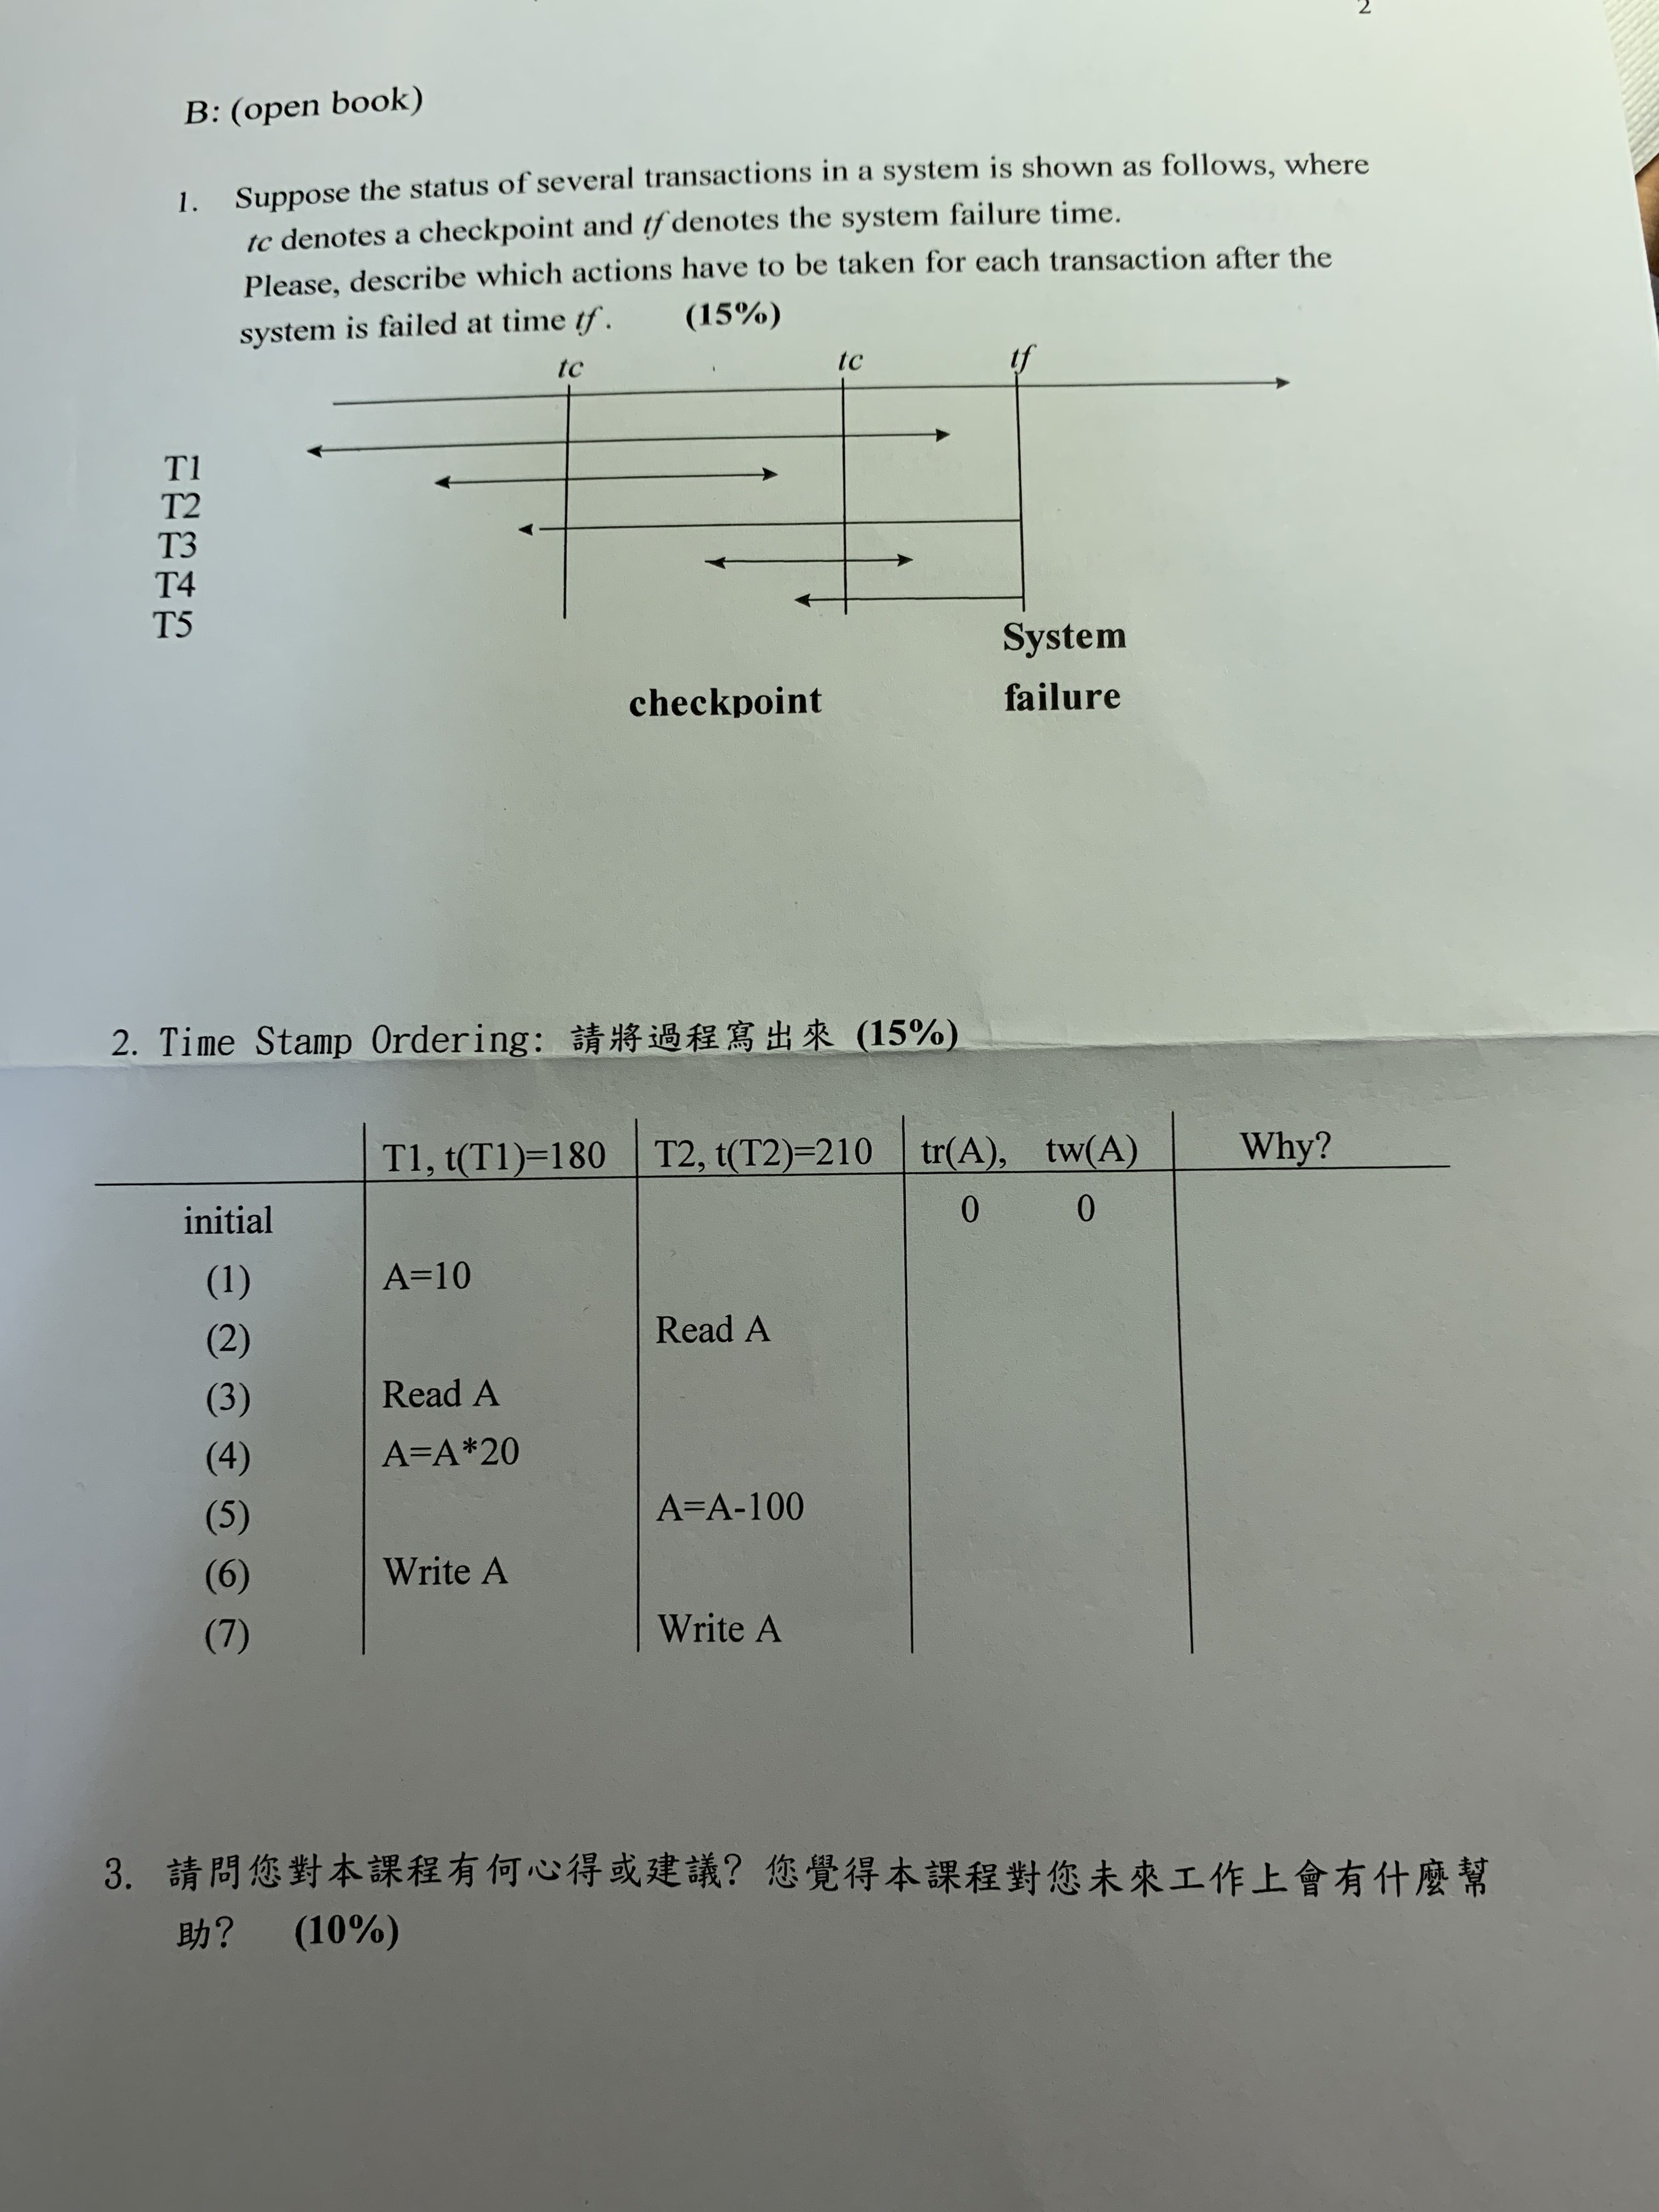 2
B: (open book)
1. Suppose the status of several transactions in a system is shown as follows, where
tc denotes a checkpoint and tf denotes the system failure time.
Please, describe which actions have to be taken for each transaction after the
system is failed at time tf . (15%)
tc tc tf
T1
T2
T3
T4
T5
System
checkpoint failure
2. Time Stamp Ordering: 請將過程寫出來 (15%)
T1, t(T1)=180 T2, t(T2)=210 tr(A), tw(A) Why?
initial 0 0
(1) A=10
(2) Read A
(3) Read A
(4) A=A*20
(5) A=A-100
(6) Write A
(7) Write A
3. 請問您對本課程有何心得或建議? 您覺得本課程對您未來工作上會有什麼幫
助? (10%)